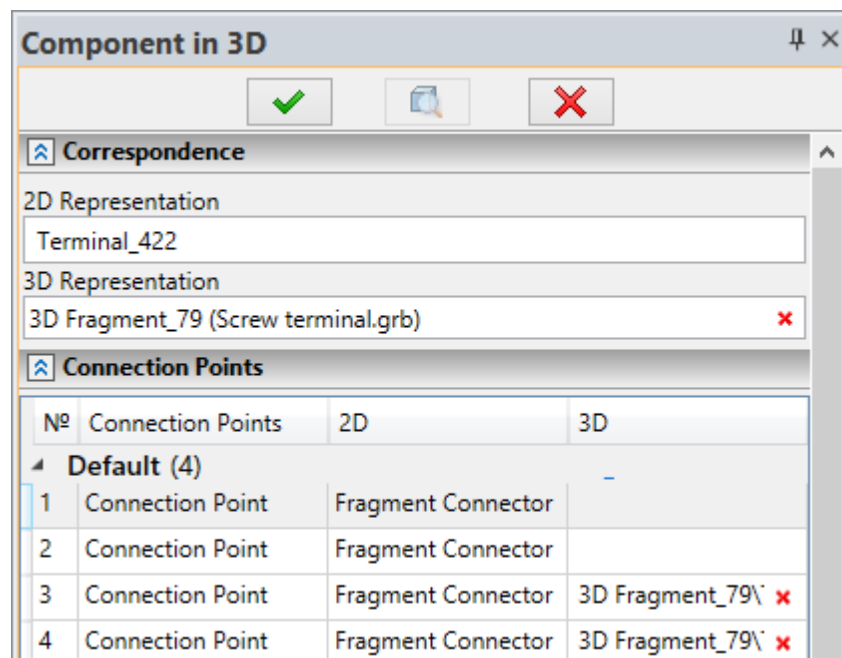 Component in 3D
Correspondence
2D Representation
Terminal_422
3D Representation
3D Fragment_79 (Screw terminal.grb)
Connection Points
№ Connection Points 2D 3D
Default (4)
1 Connection Point Fragment Connector
2 Connection Point Fragment Connector
3 Connection Point Fragment Connector 3D Fragment_79\
4 Connection Point Fragment Connector 3D Fragment_79\